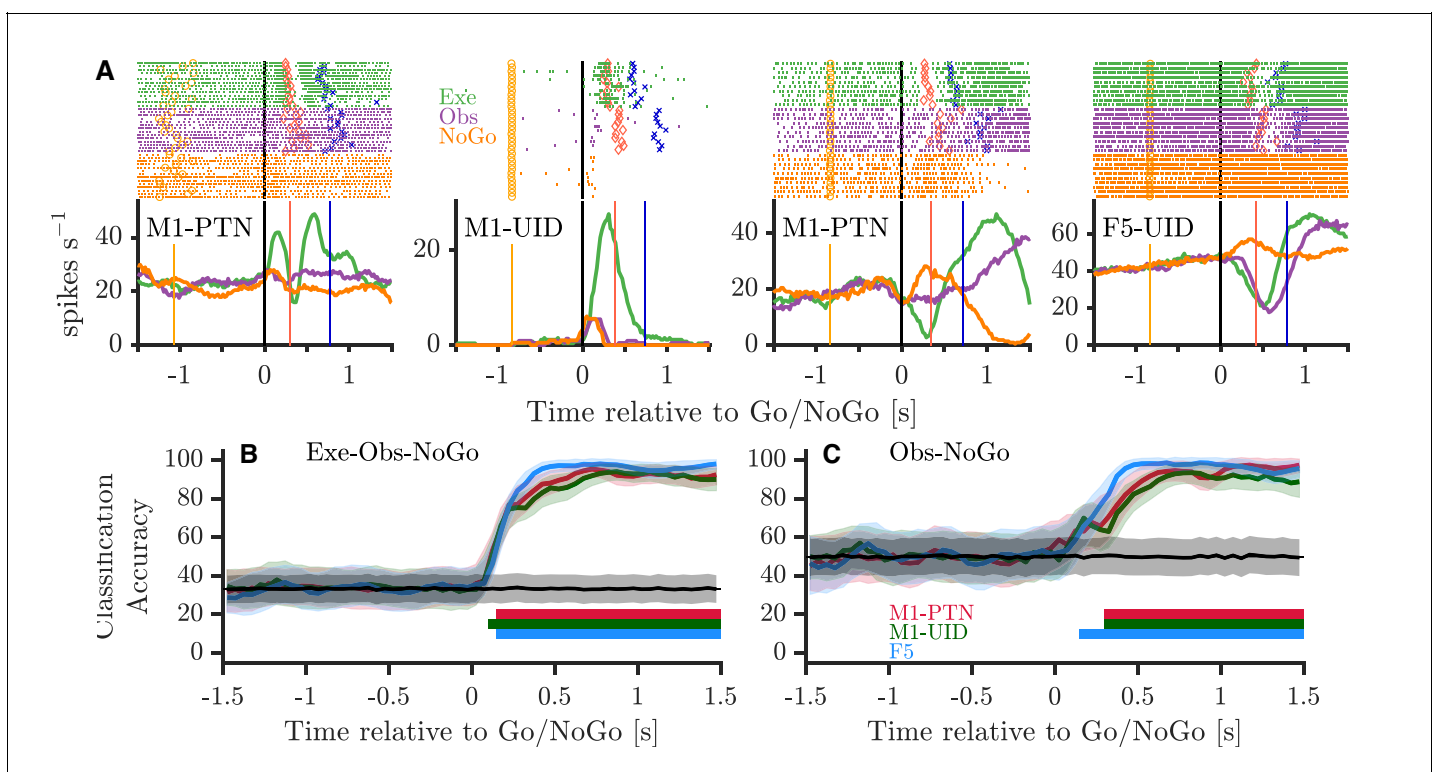 A
Exe
Obs
NoGo
spikes s⁻¹
M1-PTN
M1-UID
M1-PTN
F5-UID
40
20
0
20
0
40
20
0
60
40
20
0
-1 0 1
-1 0 1
-1 0 1
-1 0 1
Time relative to Go/NoGo [s]
B
Exe-Obs-NoGo
C
Obs-NoGo
Classification
Accuracy
100
80
60
40
20
0
100
80
60
40
20
0
M1-PTN
M1-UID
F5
-1.5 -1 -0.5 0 0.5 1 1.5
-1.5 -1 -0.5 0 0.5 1 1.5
Time relative to Go/NoGo [s]
Time relative to Go/NoGo [s]